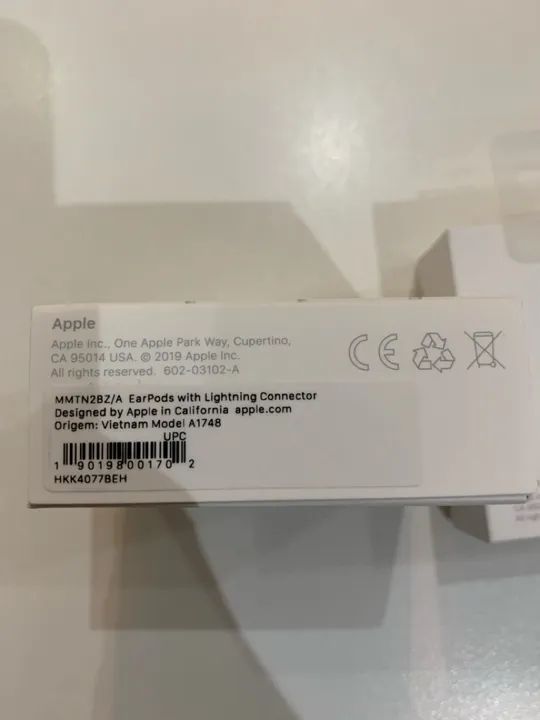 Apple
Apple Inc., One Apple Park Way, Cupertino,
CA 95014 USA. © 2019 Apple Inc.
All rights reserved. 602-03102-A
CE
MMTN2BZ/A EarPods with Lightning Connector
Designed by Apple in California apple.com
Origem: Vietnam Model A1748
UPC
1 90198 00170 2
HKK4077BEH